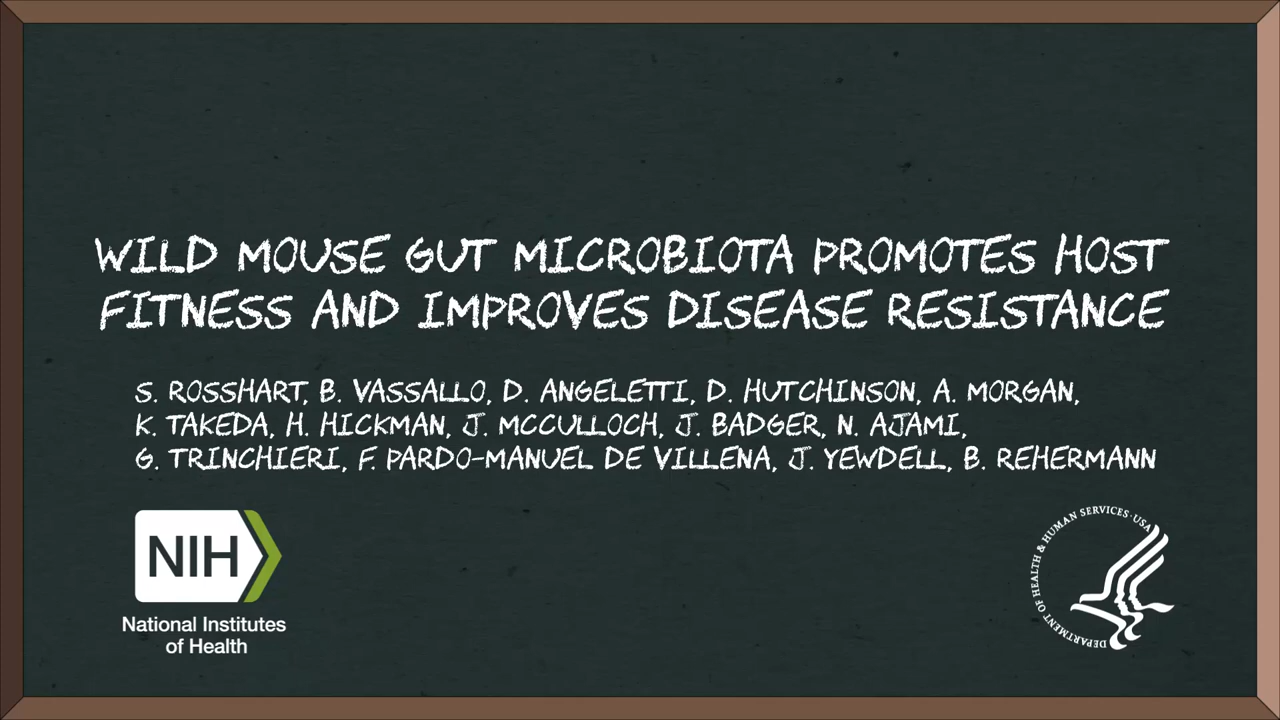 WILD MOUSE GUT MICROBIOTA PROMOTES HOST
FITNESS AND IMPROVES DISEASE RESISTANCE
S. ROSSHART, B. VASSALLO, D. ANGELETTI, D. HUTCHINSON, A. MORGAN,
K. TAKEDA, H. HICKMAN, J. MCCULLOCH, J. BADGER, N. AJAMI,
G. TRINCHIERI, F. PARDO-MANUEL DE VILLENA, J. YEWDELL, B. REHERMANN
NIH
National Institutes
of Health
DEPARTMENT OF HEALTH & HUMAN SERVICES·USA